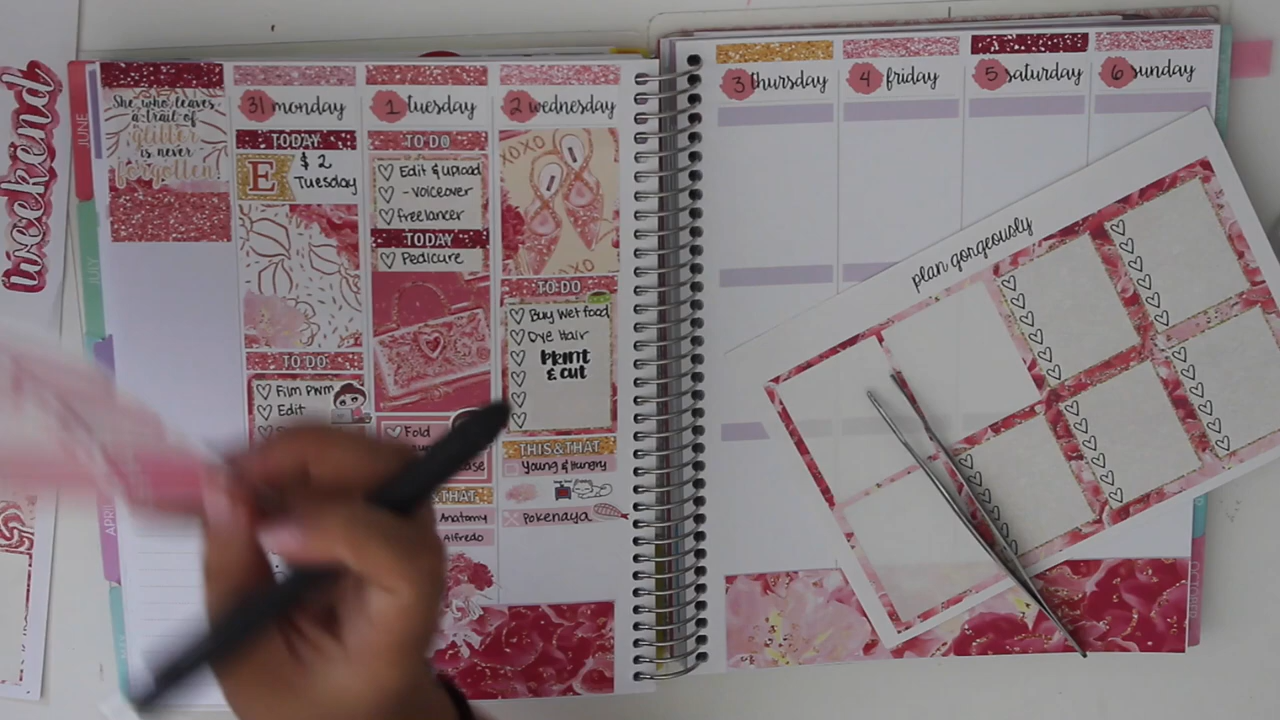 weekend
JUNE
JULY
APRIL
She who leaves
a trail of
glitter
is never
forgotten.
31 monday
TODAY
E $ 2
Tuesday
TO DO
Film PWM
Edit
1 tuesday
TO DO
Edit & upload
- Voiceover
freelancer
TODAY
Pedicure
Fold
&THAT
Anatomy
Alfredo
2 wednesday
XOXO
XO
TO DO
Buy Wet food
Dye Hair
PRINT
& CUT
THIS & THAT
Young & Hungry
Pokenaya
3 thursday
4 friday
5 saturday
6 sunday
plan gorgeously